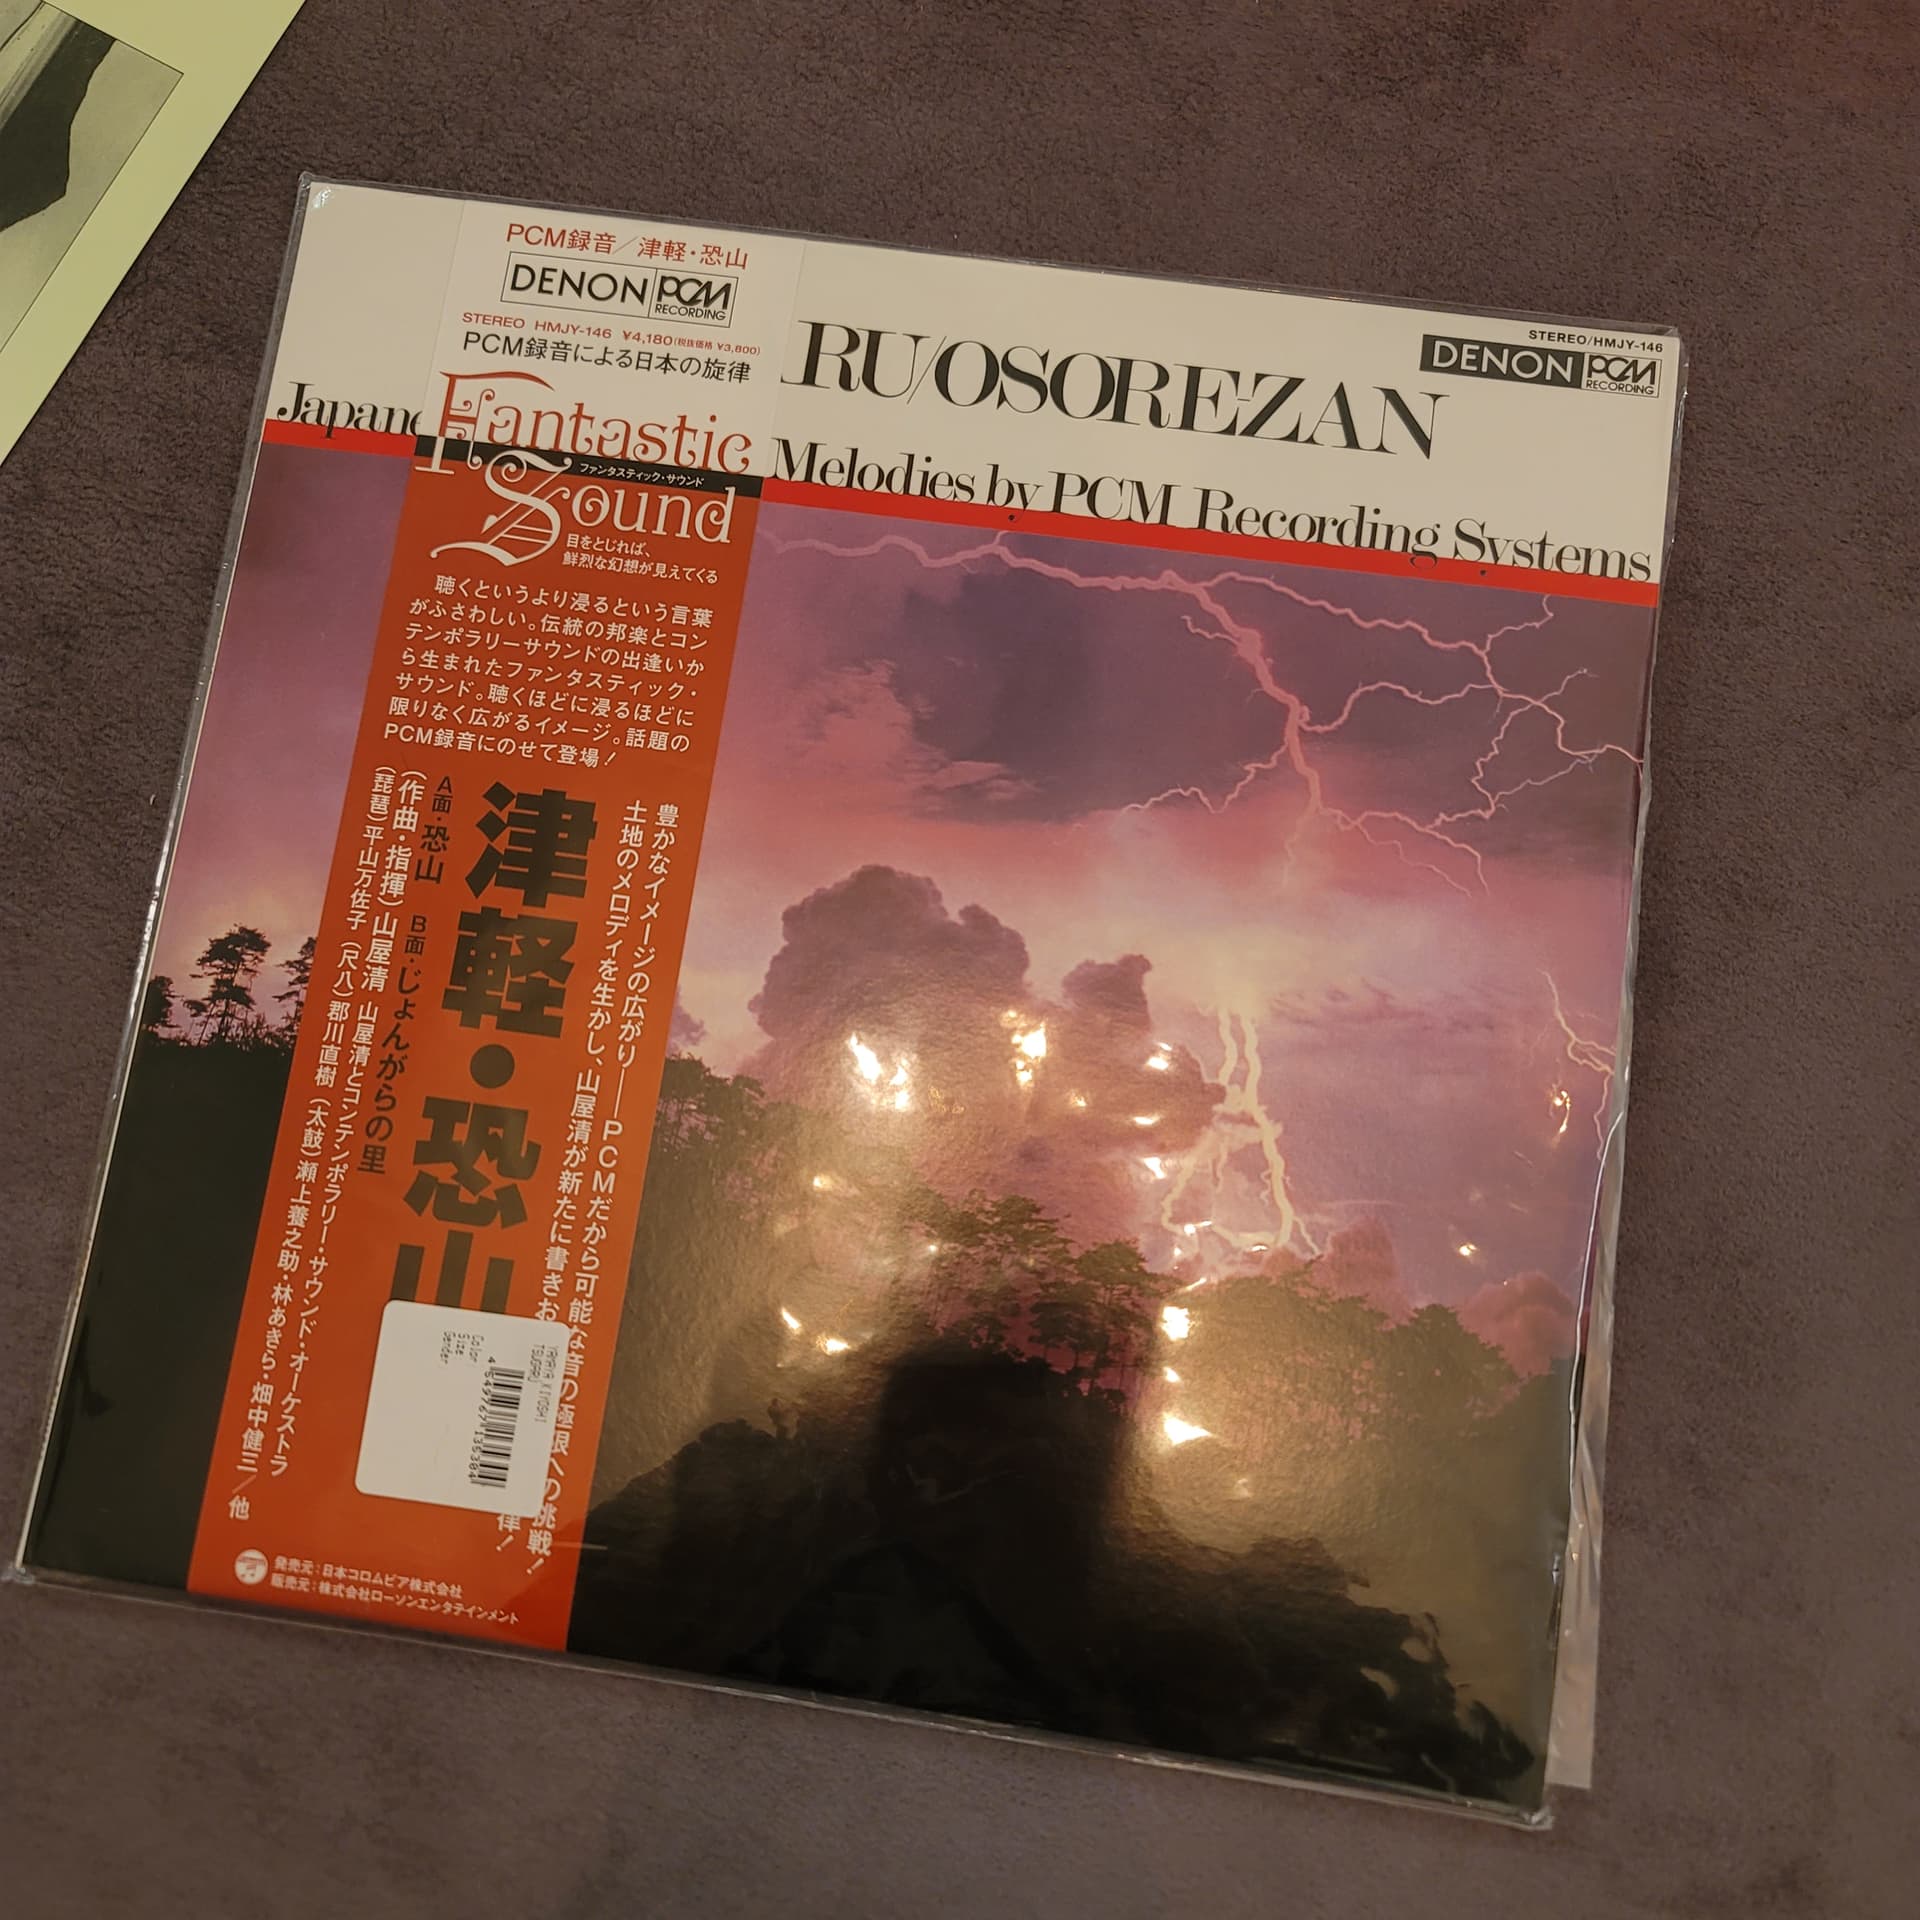 PCM録音/津軽・恐山
DENON PCM RECORDING
STEREO HMJY-146 ¥4,180(税抜価格 ¥3,800)
PCM録音による日本の旋律
Fantastic
ファンタスティック・サウンド
Sound
目をとじれば、
鮮烈な幻想が見えてくる
聴くというより浸るという言葉
がふさわしい。伝統の邦楽とコン
テンポラリーサウンドの出逢いか
ら生まれたファンタスティック・
サウンド。聴くほどに浸るほどに
限りなく広がるイメージ。話題の
PCM録音にのせて登場!
豊かなイメージの広がり──PCMだから可能な音の極限への挑戦!
土地のメロディを生かし、山屋清が新たに書きお
律!
津軽・恐山
A面・恐山 B面・じょんがらの里
(作曲・指揮)山屋清 山屋清とコンテンポラリー・サウンド・オーケストラ
(琵琶)平山万佐子 (尺八)郡川直樹 (太鼓)瀬上養之助・林あきら・畑中健三/他
YAMAYA KIYOSHI
TSUGARU
Color
Size
Gender
4 549767 135304
発売元:日本コロムビア株式会社
販売元:株式会社ローソンエンタテインメント
STEREO/HMJY-146
DENON PCM RECORDING
RU/OSOREZAN
Japane
Melodies by PCM Recording Systems